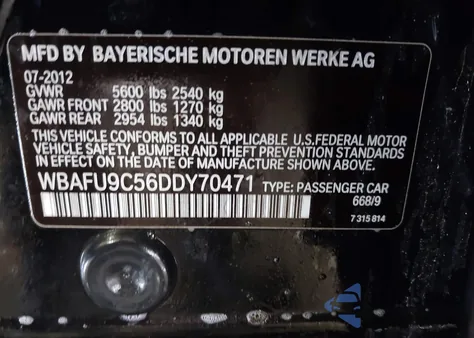 MFD BY BAYERISCHE MOTOREN WERKE AG
07-2012
GVWR 5600 lbs 2540 kg
GAWR FRONT 2800 lbs 1270 kg
GAWR REAR 2954 lbs 1340 kg
THIS VEHICLE CONFORMS TO ALL APPLICABLE U.S.FEDERAL MOTOR
VEHICLE SAFETY, BUMPER AND THEFT PREVENTION STANDARDS
IN EFFECT ON THE DATE OF MANUFACTURE SHOWN ABOVE.
WBAFU9C56DDY70471 TYPE: PASSENGER CAR
668/9
7 315 814